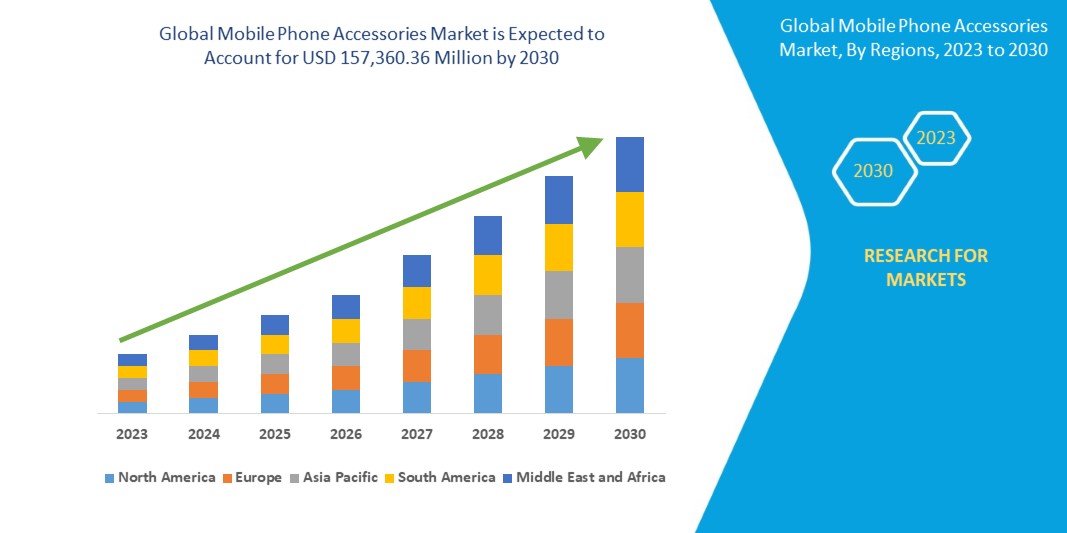 Global Mobile Phone Accessories Market is Expected to
Account for USD 157,360.36 Million by 2030
Global Mobile Phone Accessories
Market, By Regions, 2023 to 2030
2023
2030
RESEARCH FOR
MARKETS
2023 2024 2025 2026 2027 2028 2029 2030
North America Europe Asia Pacific South America Middle East and Africa